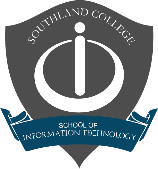 SOUTHLAND COLLEGE
SCHOOL OF
INFORMATION TECHNOLOGY